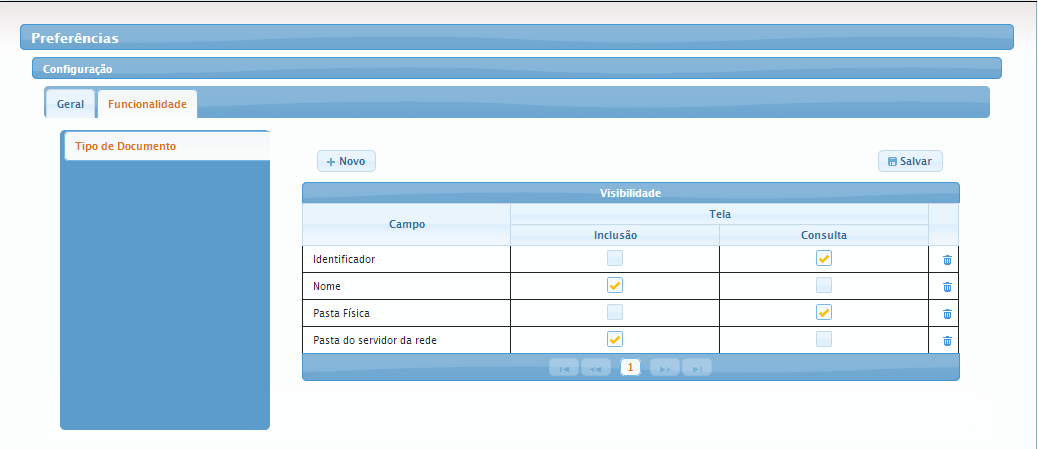 Preferências
Configuração
Geral Funcionalidade
Tipo de Documento
Novo Salvar
Visibilidade
Campo Tela
Inclusão Consulta
Identificador
Nome
Pasta Física
Pasta do servidor da rede
1